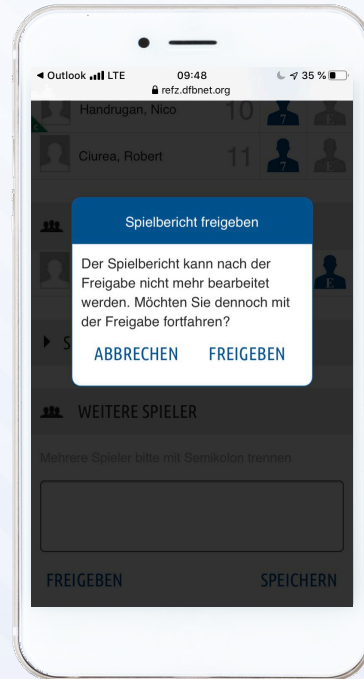 Outlook LTE 09:48 35 %
refz.dfbnet.org
C
Handrugan, Nico 10 7 E
Ciurea, Robert 11 7 E
Spielbericht freigeben
Der Spielbericht kann nach der
Freigabe nicht mehr bearbeitet
werden. Möchten Sie dennoch mit
der Freigabe fortfahren?
ABBRECHEN FREIGEBEN
E
S
WEITERE SPIELER
Mehrere Spieler bitte mit Semikolon trennen
FREIGEBEN SPEICHERN